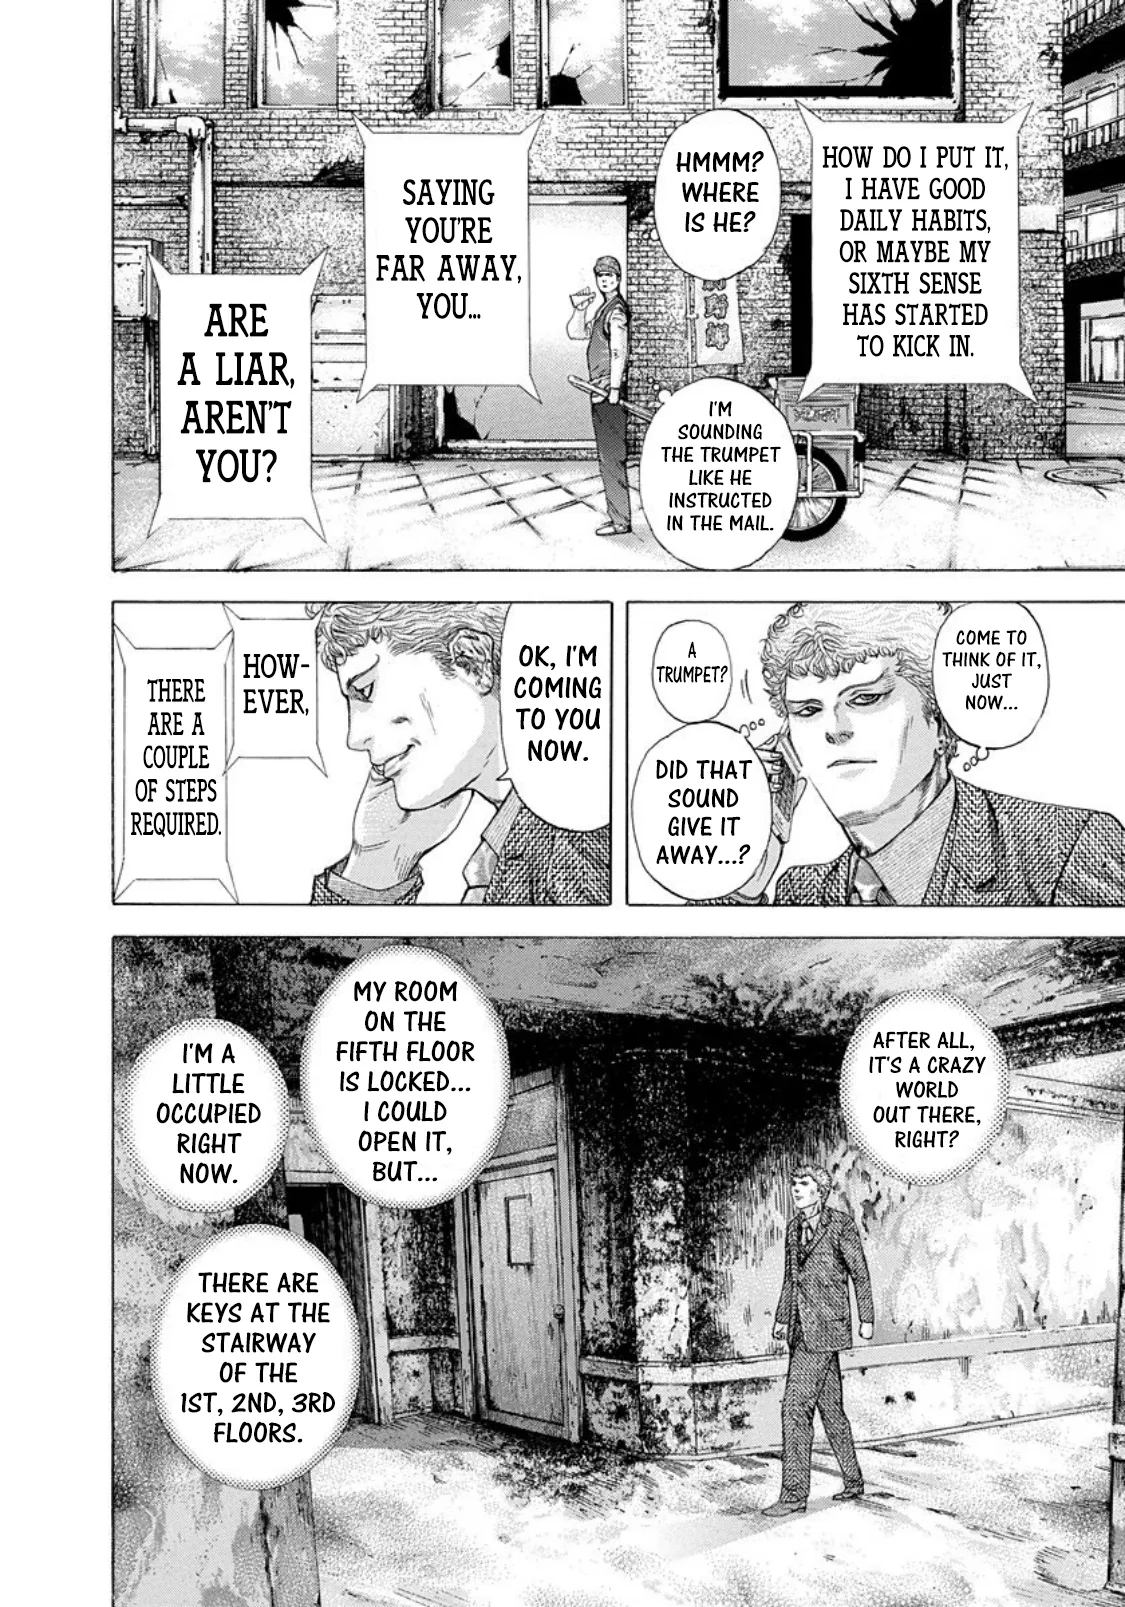 HOW DO I PUT IT,
I HAVE GOOD
DAILY HABITS,
OR MAYBE MY
SIXTH SENSE
HAS STARTED
TO KICK IN.
HMMM?
WHERE
IS HE?
I'M
SOUNDING
THE TRUMPET
LIKE HE
INSTRUCTED
IN THE MAIL.
SAYING
YOU'RE
FAR AWAY,
YOU...
ARE
A LIAR,
AREN'T
YOU?
COME TO
THINK OF IT,
JUST
NOW...
A
TRUMPET?
DID THAT
SOUND
GIVE IT
AWAY...?
OK, I'M
COMING
TO YOU
NOW.
HOW-
EVER,
THERE
ARE A
COUPLE
OF STEPS
REQUIRED.
AFTER ALL,
IT'S A CRAZY
WORLD
OUT THERE,
RIGHT?
MY ROOM
ON THE
FIFTH FLOOR
IS LOCKED...
I COULD
OPEN IT,
BUT...
I'M A
LITTLE
OCCUPIED
RIGHT
NOW.
THERE ARE
KEYS AT THE
STAIRWAY
OF THE
1ST, 2ND, 3RD
FLOORS.